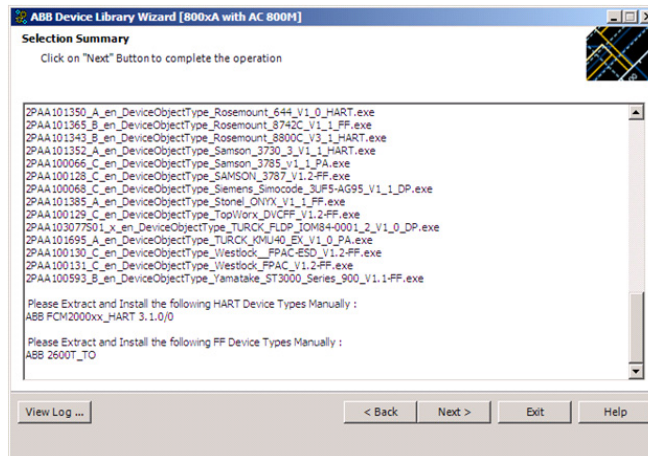 ABB Device Library Wizard [800xA with AC 800M]
Selection Summary
Click on "Next" Button to complete the operation
2PAA101350_A_en_DeviceObjectType_Rosemount_644_V1_0_HART.exe
2PAA101365_B_en_DeviceObjectType_Rosemount_8742C_V1_1_FF.exe
2PAA101343_B_en_DeviceObjectType_Rosemount_8800C_V3_1_HART.exe
2PAA101352_A_en_DeviceObjectType_Samson_3730_3_V1_1_HART.exe
2PAA100066_C_en_DeviceObjectType_Samson_3785_v1_1_PA.exe
2PAA100128_C_en_DeviceObjectType_SAMSON_3787_V1.2-FF.exe
2PAA100068_C_en_DeviceObjectType_Siemens_Simocode_3UF5-AG95_V1_1_DP.exe
2PAA101385_A_en_DeviceObjectType_Stonel_ONYX_V1_1_FF.exe
2PAA100129_C_en_DeviceObjectType_TopWorx_DVCFF_V1.2-FF.exe
2PAA103077S01_x_en_DeviceObjectType_TURCK_FLDP_IOM84-0001_2_V1_0_DP.exe
2PAA101695_A_en_DeviceObjectType_TURCK_KMU40_EX_V1_0_PA.exe
2PAA100130_C_en_DeviceObjectType_Westlock__FPAC-ESD_V1.2-FF.exe
2PAA100131_C_en_DeviceObjectType_Westlock_FPAC_V1.2-FF.exe
2PAA100593_B_en_DeviceObjectType_Yamatake_ST3000_Series_900_V1.1-FF.exe
Please Extract and Install the following HART Device Types Manually :
ABB FCM2000xx_HART 3.1.0/0
Please Extract and Install the following FF Device Types Manually :
ABB 2600T_TO
View Log ...
< Back
Next >
Exit
Help